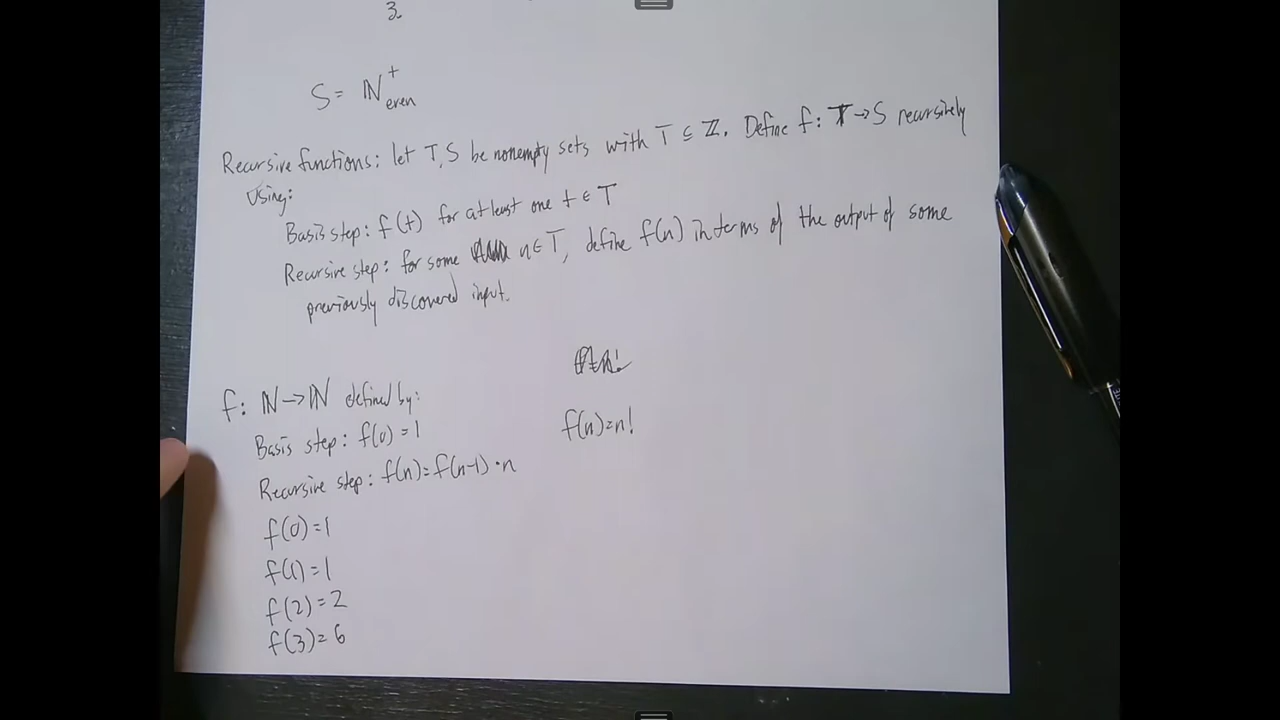 3.
S = ℕ⁺even
Recursive functions: let T, S be nonempty sets with T ⊆ ℤ. Define f: T→S recursively
Using:
Basis step: f(t) for at least one t ∈ T
Recursive step: for some n ∈ T, define f(n) in terms of the output of some
previously discovered input.
f: ℕ→ℕ defined by:
Basis step: f(0) = 1
f(n)=n!
Recursive step: f(n) = f(n-1) · n
f(0) = 1
f(1) = 1
f(2) = 2
f(3) = 6